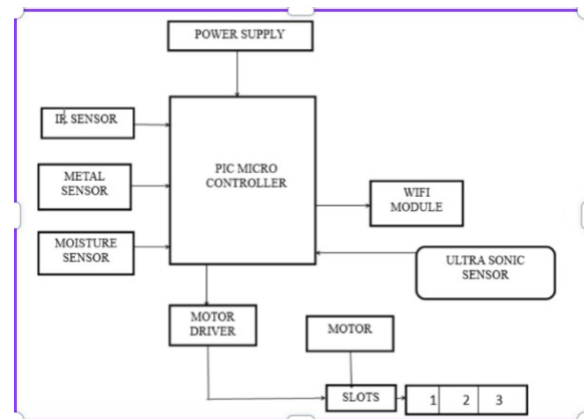 POWER SUPPLY
IR SENSOR
PIC MICRO
CONTROLLER
METAL
SENSOR
WIFI
MODULE
MOISTURE
SENSOR
ULTRA SONIC
SENSOR
MOTOR
DRIVER
MOTOR
SLOTS
1 2 3